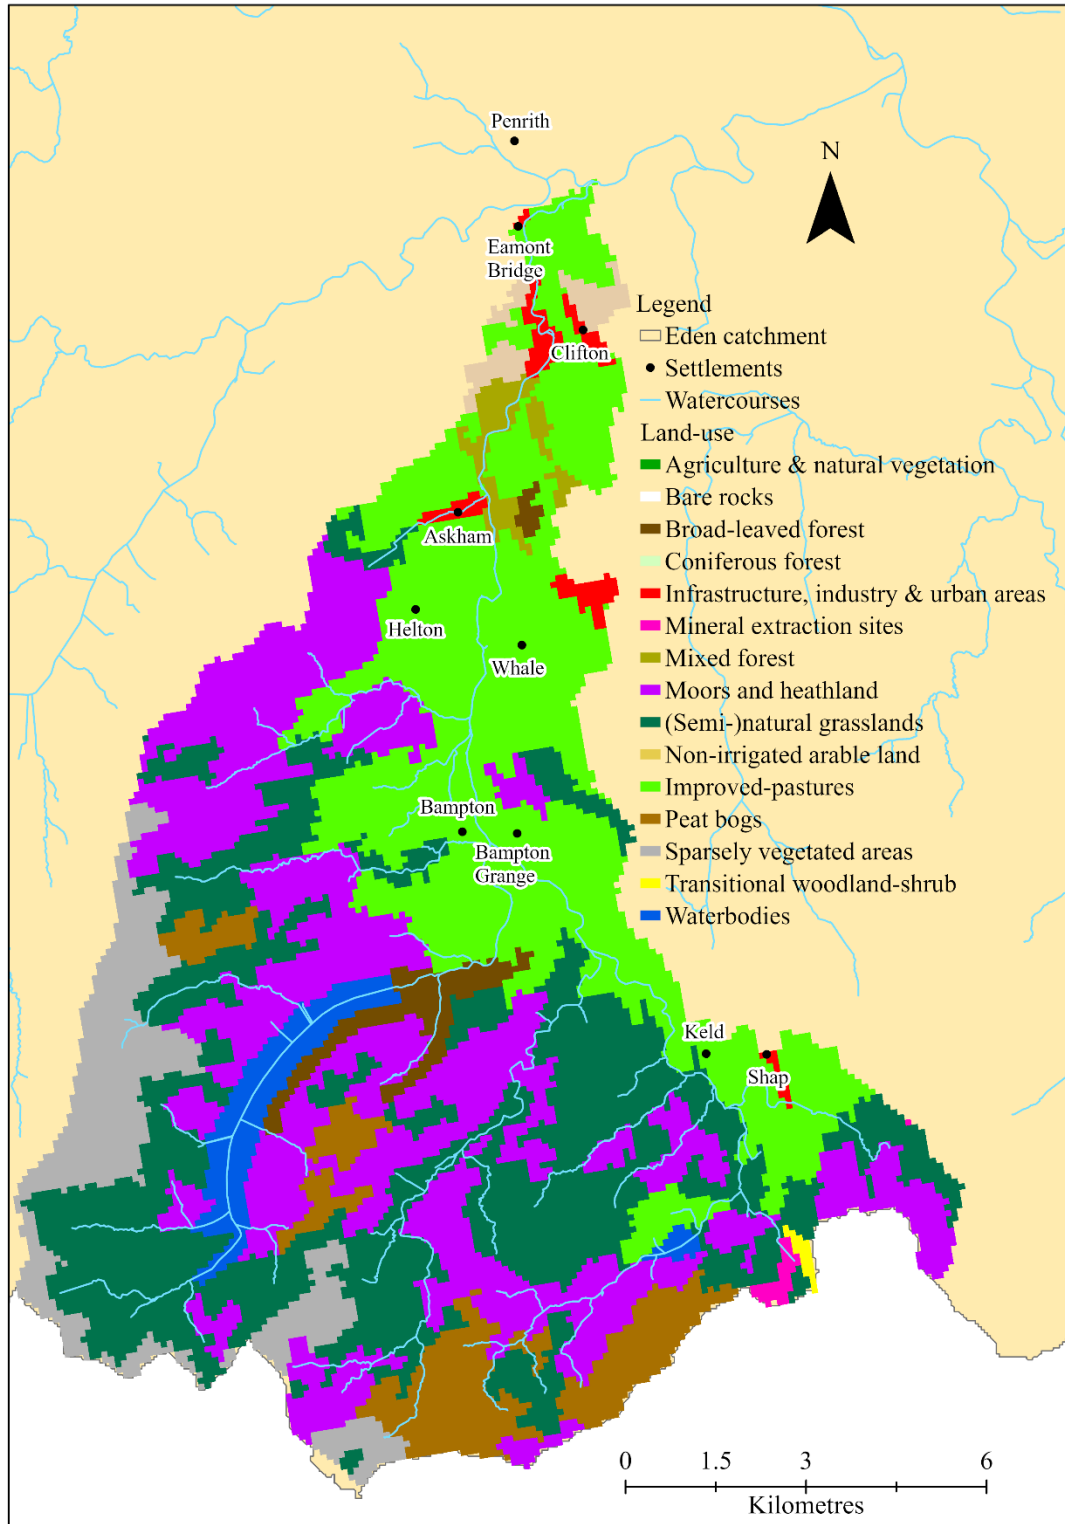 Penrith
N
Eamont
Bridge
Legend
Eden catchment
Clifton
Settlements
Watercourses
Land-use
Agriculture & natural vegetation
Bare rocks
Broad-leaved forest
Askham
Coniferous forest
Infrastructure, industry & urban areas
Mineral extraction sites
Helton
Mixed forest
Whale
Moors and heathland
(Semi-)natural grasslands
Non-irrigated arable land
Improved-pastures
Bampton
Peat bogs
Bampton
Grange
Sparsely vegetated areas
Transitional woodland-shrub
Waterbodies
Keld
Shap
0 1.5 3 6
Kilometres